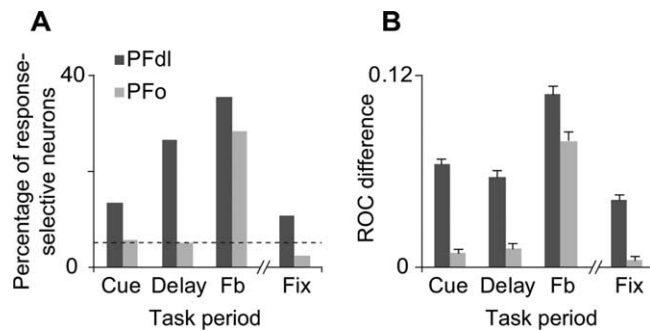 A
PFdl
PFo
40
0
Percentage of response-
selective neurons
Cue Delay Fb Fix
Task period
B
0.12
0
ROC difference
Cue Delay Fb Fix
Task period